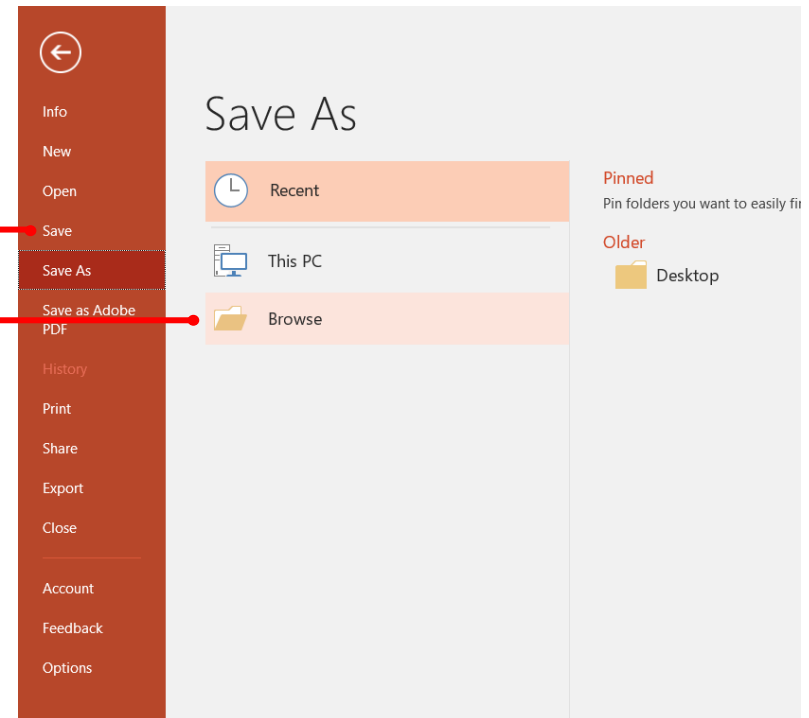 Info
New
Open
Save
Save As
Save as Adobe
PDF
History
Print
Share
Export
Close
Account
Feedback
Options
Save As
Recent
This PC
Browse
Pinned
Pin folders you want to easily
Older
Desktop